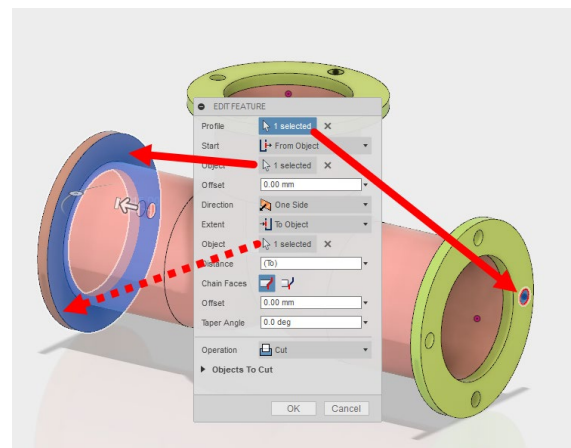 EDIT FEATURE
Profile 1 selected
Start From Object
Object 1 selected
Offset 0.00 mm
Direction One Side
Extent To Object
Object 1 selected
Distance (To)
Chain Faces
Offset 0.00 mm
Taper Angle 0.0 deg
Operation Cut
Objects To Cut
OK Cancel